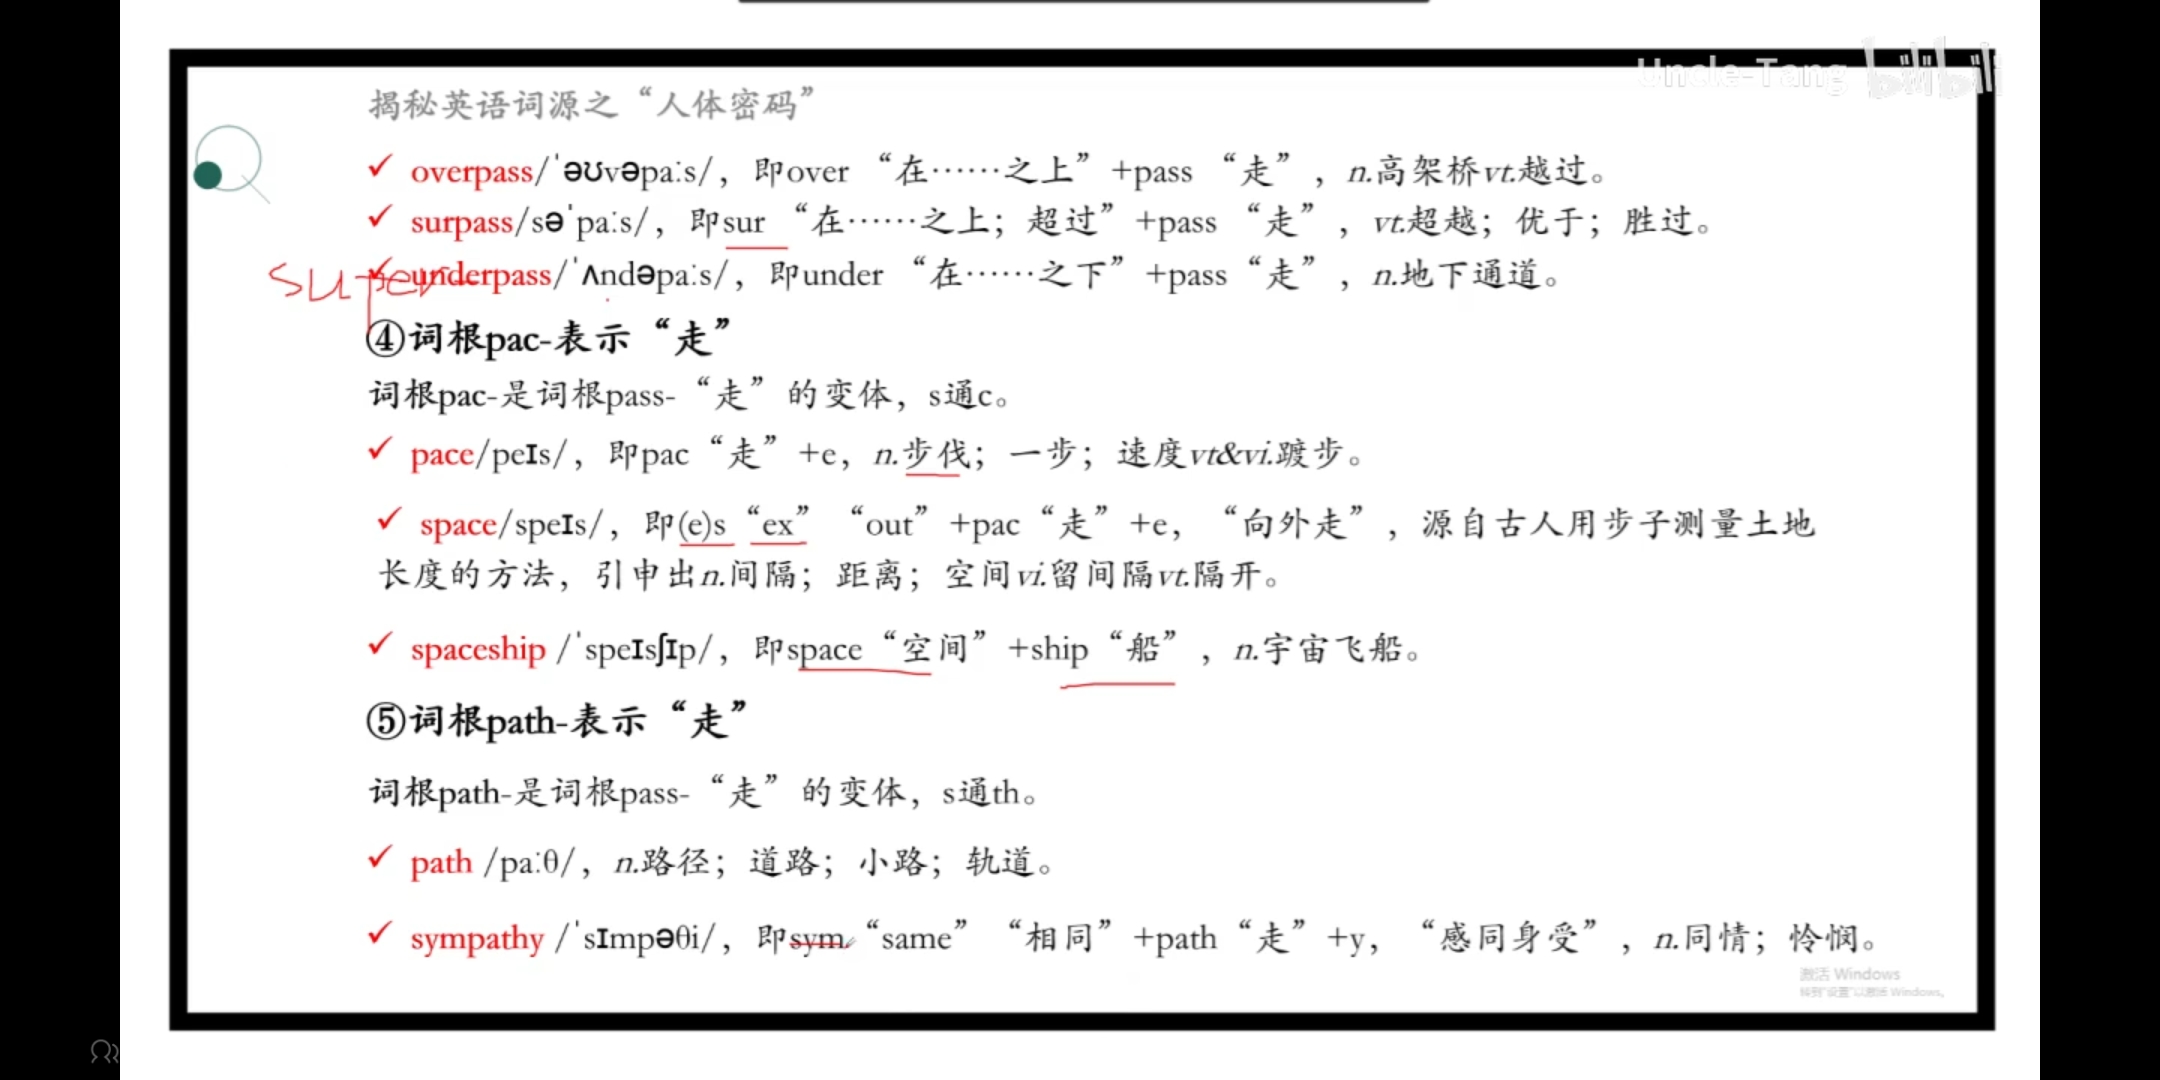 Uncle-Tang bilibili
揭秘英语词源之“人体密码”
✓ overpass/ˈəʊvəpaːs/，即over “在……之上”+pass “走”，n.高架桥vt.越过。
✓ surpass/səˈpaːs/，即sur “在……之上；超过”+pass “走”，vt.超越；优于；胜过。
super
✓ underpass/ˈʌndəpaːs/，即under “在……之下”+pass “走”，n.地下通道。
④词根pac-表示“走”
词根pac-是词根pass-“走”的变体，s通c。
✓ pace/peɪs/，即pac“走”+e，n.步伐；一步；速度vt&vi.踱步。
✓ space/speɪs/，即(e)s“ex” “out”+pac“走”+e，“向外走”，源自古人用步子测量土地
长度的方法，引申出n.间隔；距离；空间vi.留间隔vt.隔开。
✓ spaceship /ˈspeɪsʃɪp/，即space“空间”+ship“船”，n.宇宙飞船。
⑤词根path-表示“走”
词根path-是词根pass-“走”的变体，s通th。
✓ path /paːθ/，n.路径；道路；小路；轨道。
✓ sympathy /ˈsɪmpəθi/，即sym“same” “相同”+path“走”+y，“感同身受”，n.同情；怜悯。
激活 Windows
转到“设置”以激活 Windows。